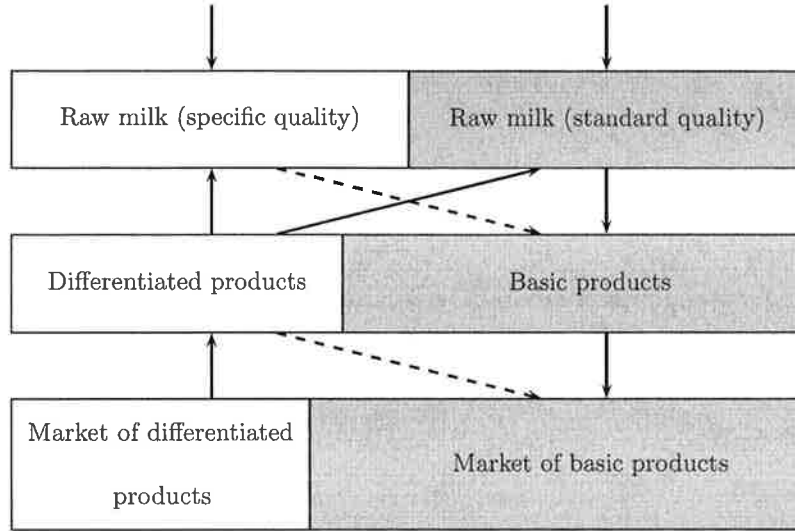 Raw milk (specific quality)
Raw milk (standard quality)
Differentiated products
Basic products
Market of differentiated
products
Market of basic products